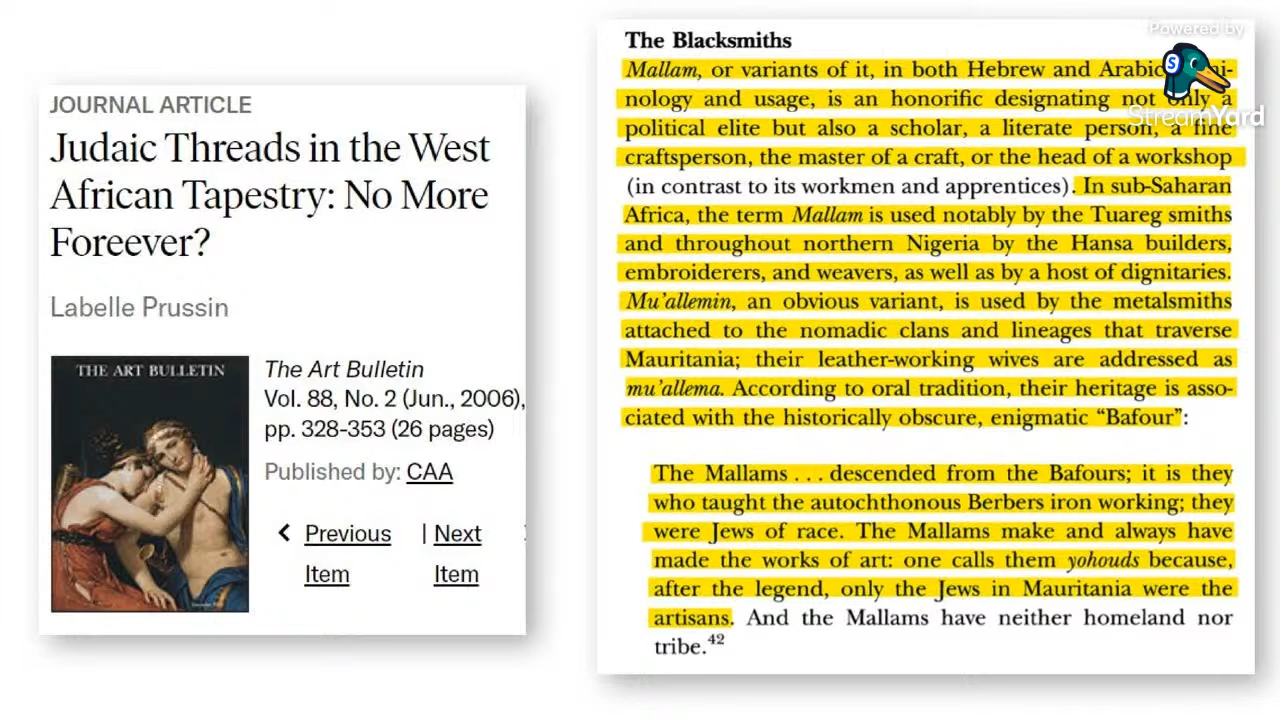 Powered by
StreamYard
JOURNAL ARTICLE
Judaic Threads in the West
African Tapestry: No More
Foreever?
Labelle Prussin
THE ART BULLETIN
The Art Bulletin
Vol. 88, No. 2 (Jun., 2006),
pp. 328-353 (26 pages)
Published by: CAA
Previous
Item
| Next
Item
The Blacksmiths
Mallam, or variants of it, in both Hebrew and Arabic
nology and usage, is an honorific designating not only a
political elite but also a scholar, a literate person, a fine
craftsperson, the master of a craft, or the head of a workshop
(in contrast to its workmen and apprentices). In sub-Saharan
Africa, the term Mallam is used notably by the Tuareg smiths
and throughout northern Nigeria by the Hansa builders,
embroiderers, and weavers, as well as by a host of dignitaries.
Mu'allemin, an obvious variant, is used by the metalsmiths
attached to the nomadic clans and lineages that traverse
Mauritania; their leather-working wives are addressed as
mu'allema. According to oral tradition, their heritage is asso-
ciated with the historically obscure, enigmatic “Bafour”:
The Mallams . . . descended from the Bafours; it is they
who taught the autochthonous Berbers iron working; they
were Jews of race. The Mallams make and always have
made the works of art: one calls them yohouds because,
after the legend, only the Jews in Mauritania were the
artisans. And the Mallams have neither homeland nor
tribe.42